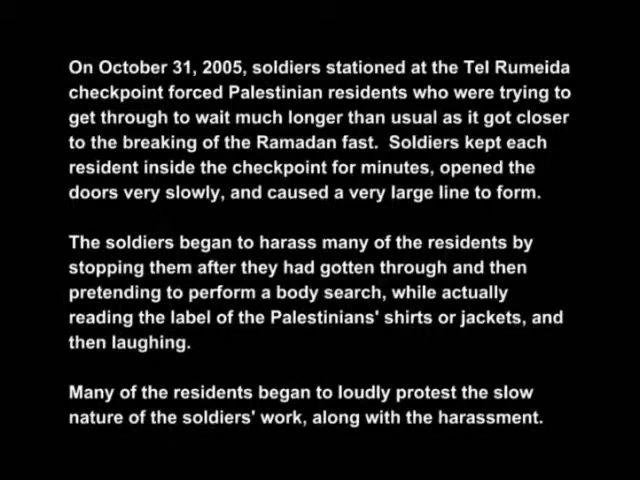 On October 31, 2005, soldiers stationed at the Tel Rumeida
checkpoint forced Palestinian residents who were trying to
get through to wait much longer than usual as it got closer
to the breaking of the Ramadan fast.  Soldiers kept each
resident inside the checkpoint for minutes, opened the
doors very slowly, and caused a very large line to form.
The soldiers began to harass many of the residents by
stopping them after they had gotten through and then
pretending to perform a body search, while actually
reading the label of the Palestinians' shirts or jackets, and
then laughing.
Many of the residents began to loudly protest the slow
nature of the soldiers' work, along with the harassment.